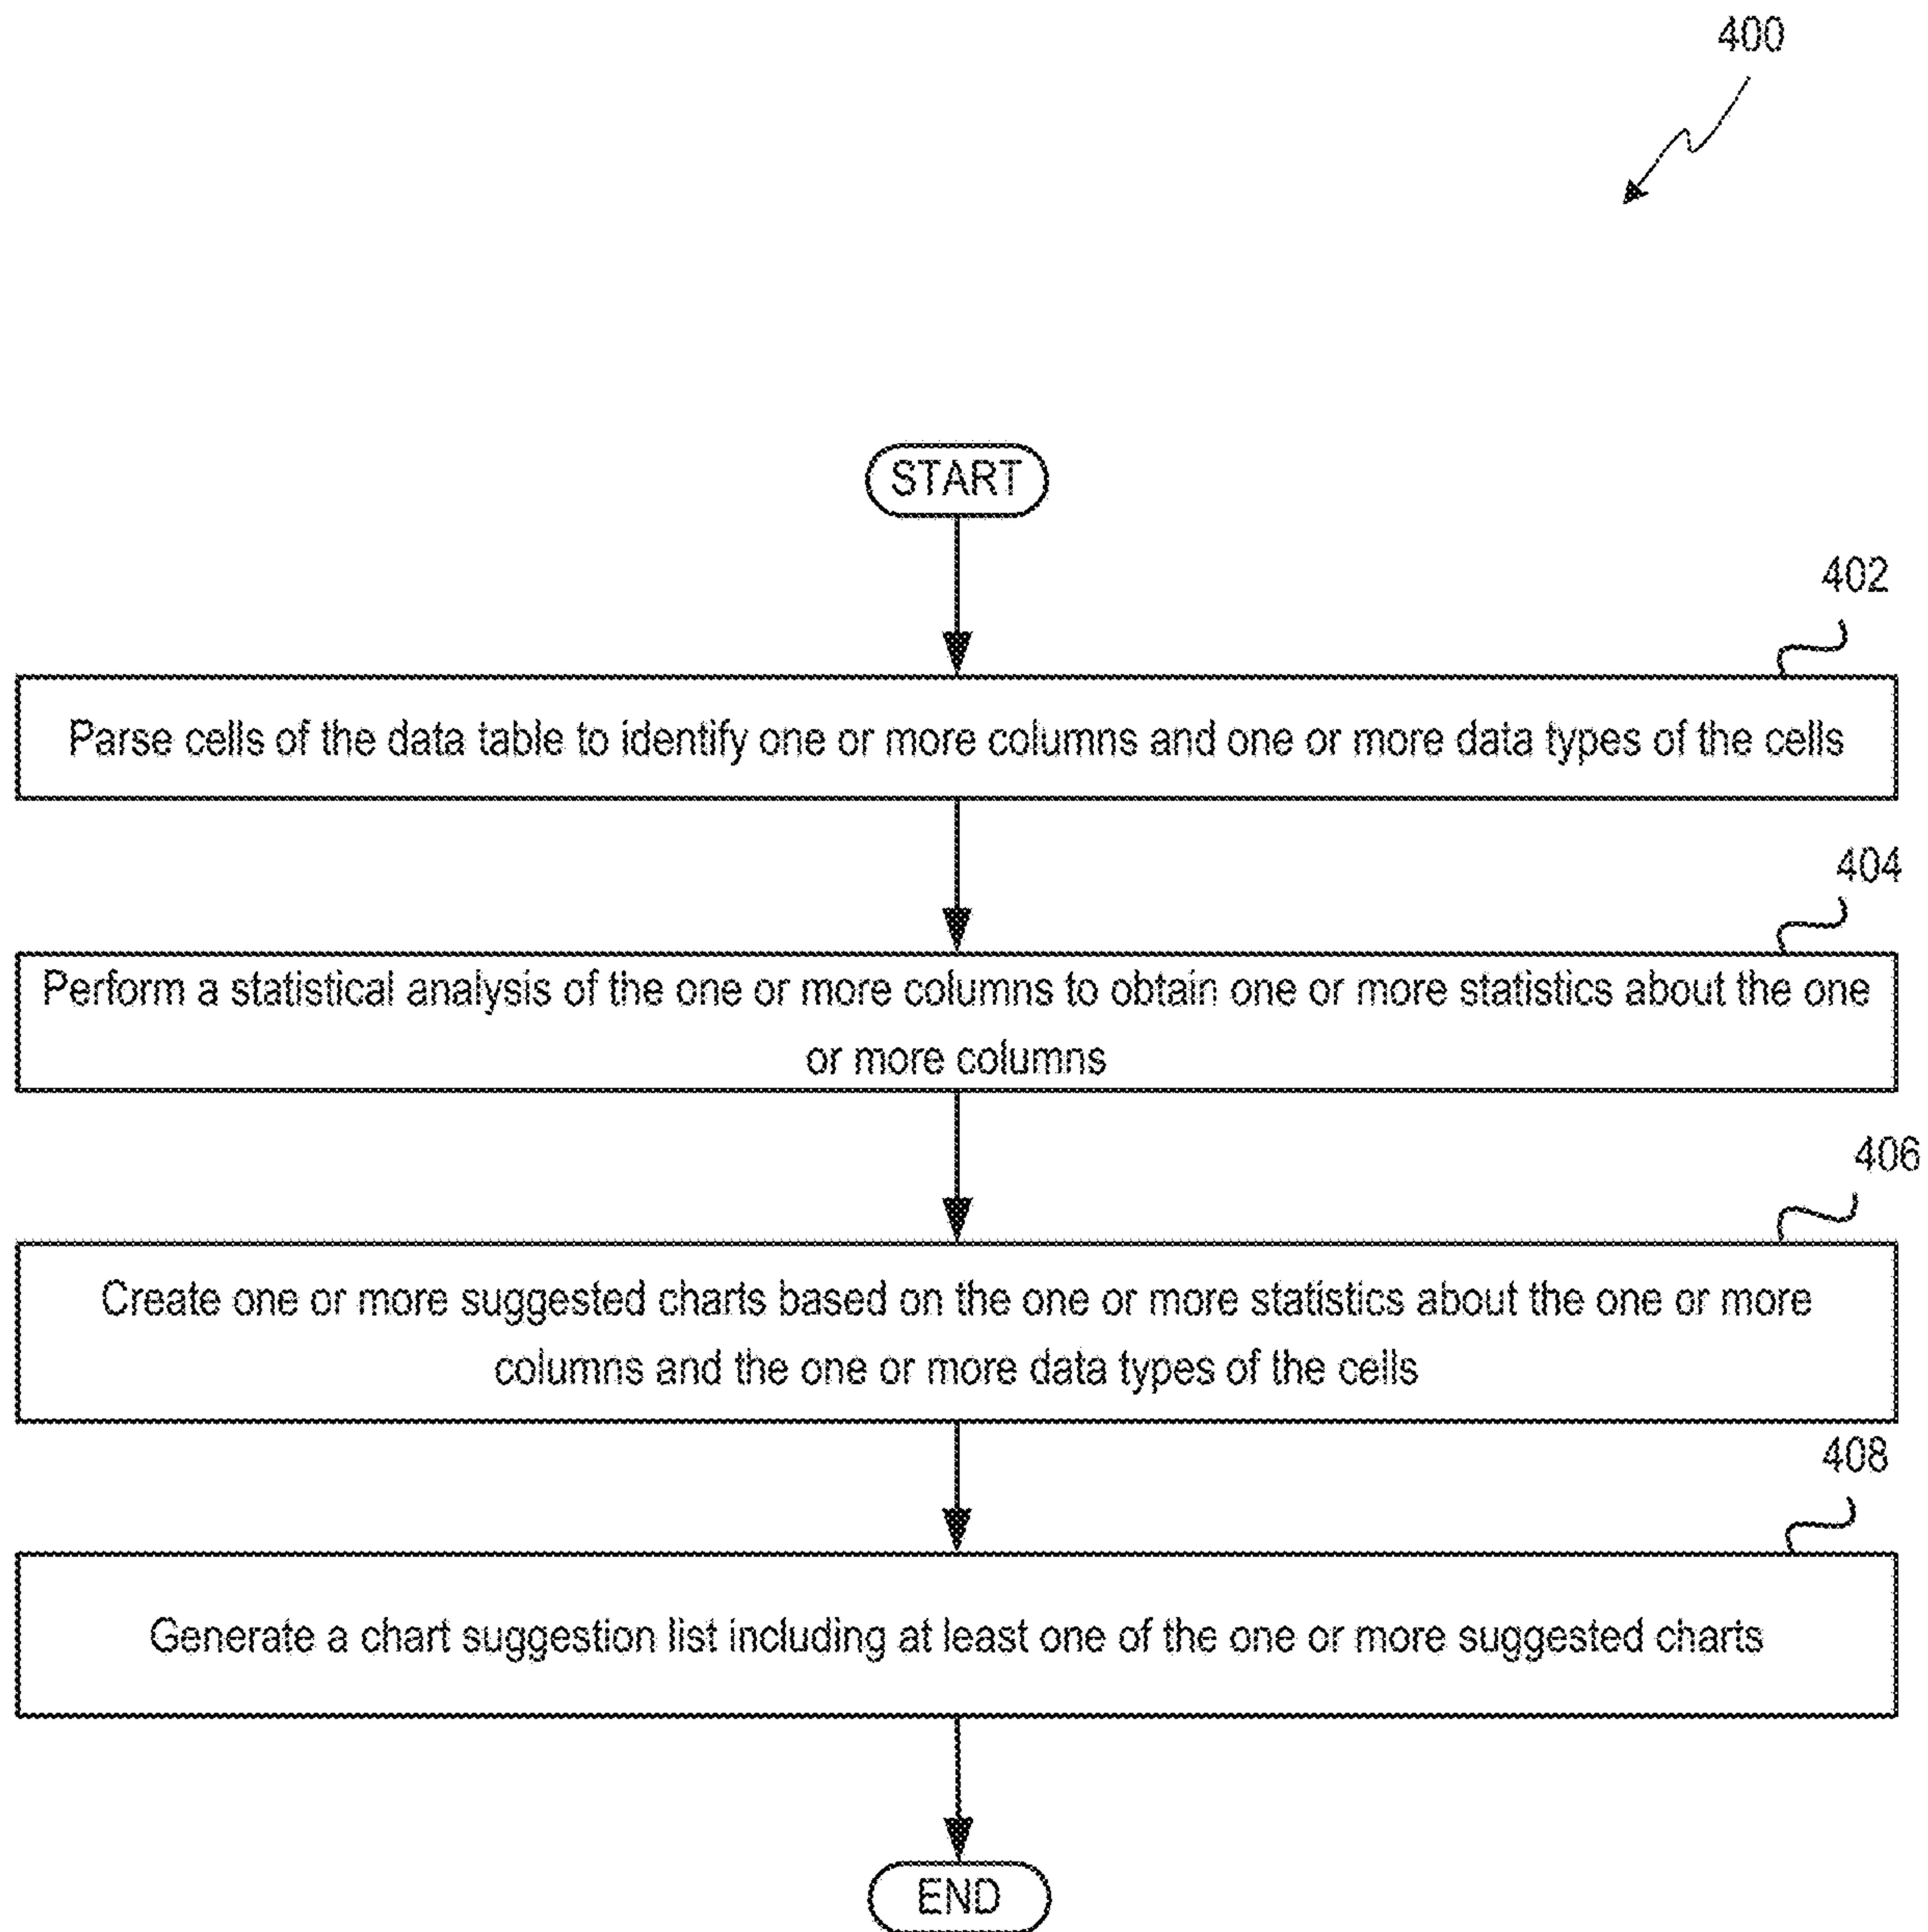 400
START
402
Parse cells of the data table to identify one or more columns and one or more data types of the cells
404
Perform a statistical analysis of the one or more columns to obtain one or more statistics about the one
or more columns
406
Create one or more suggested charts based on the one or more statistics about the one or more
columns and the one or more data types of the cells
408
Generate a chart suggestion list including at least one of the one or more suggested charts
END